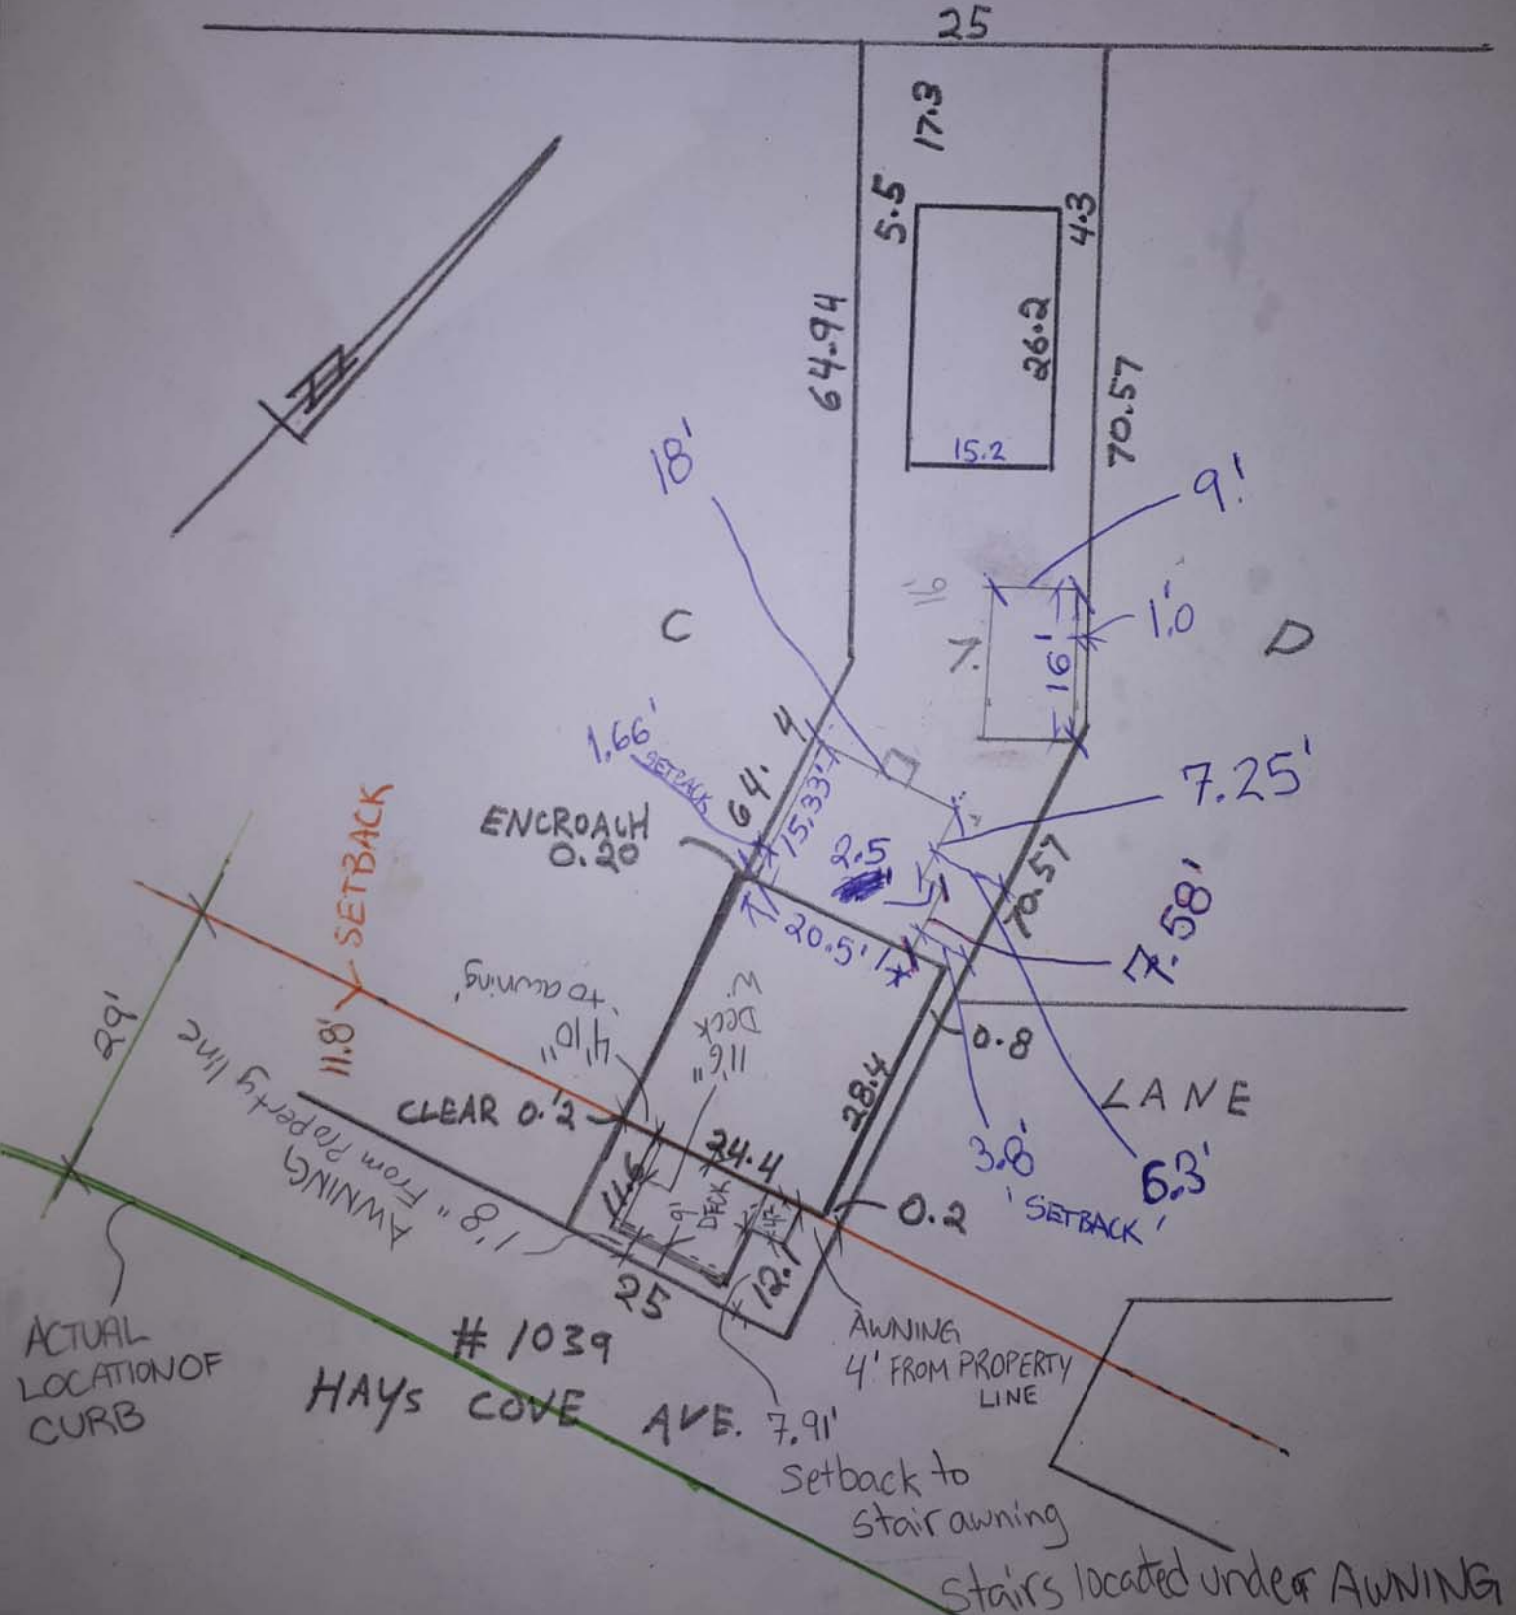 25
17.3
5.5
4.3
64.94
26.2
70.57
15.2
18'
9'
16'
1.0'
16'
7.
C
D
4
1.66'
SETBACK
64.
15.33'
7.25'
ENCROACH
0.20
2.5
70.57
7.58'
20.5'
SETBACK
11.8'
29'
4'10"
to awning
W.
DECK
11'6"
0.8
28.4
LANE
CLEAR 0.2
24.4
3.8'
'SETBACK'
6.3'
0.2
11.6
9'
DECK
12.1
25
AWNING
1'8" From Property line
AWNING
4' FROM PROPERTY
LINE
ACTUAL
LOCATION OF
CURB
# 1039
HAYS COVE AVE.
7.91'
Setback to
Stair awning
Stairs located under AWNING